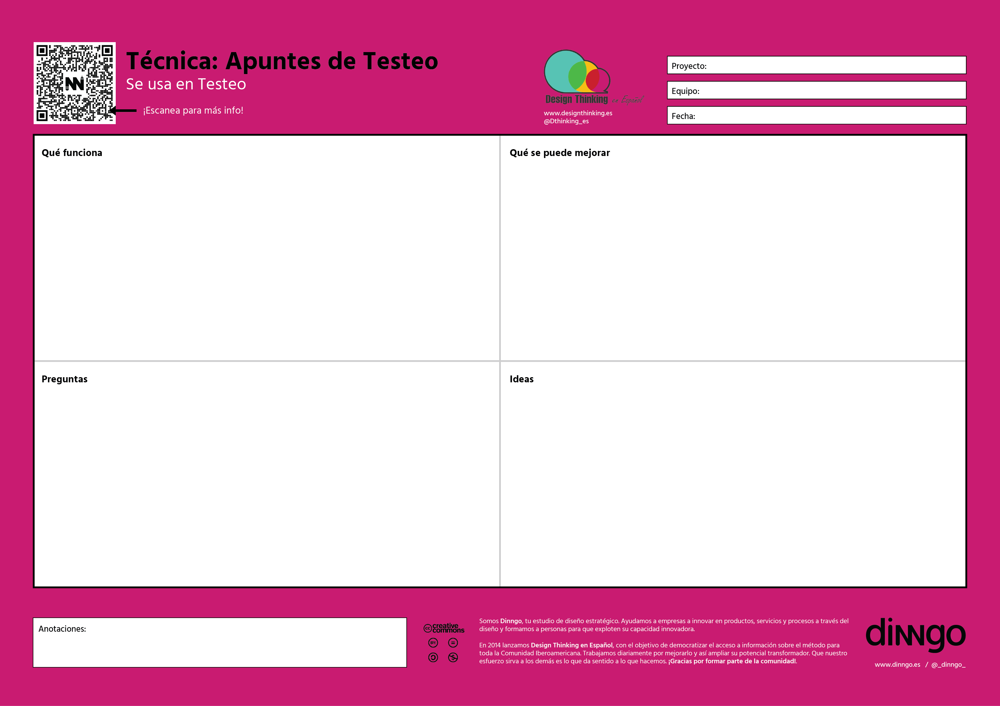 Técnica: Apuntes de Testeo
Se usa en Testeo
¡Escanea para más info!
Design Thinking en Español
www.designthinking.es
@Dthinking_es
Proyecto:
Equipo:
Fecha:
Qué funciona
Qué se puede mejorar
Preguntas
Ideas
Anotaciones:
cc creative
commons
BY:
Somos Dinngo, tu estudio de diseño estratégico. Ayudamos a empresas a innovar en productos, servicios y procesos a través del
diseño y formamos a personas para que exploten su capacidad innovadora.
En 2014 lanzamos Design Thinking en Español, con el objetivo de democratizar el acceso a información sobre el método para
toda la Comunidad Iberoamericana. Trabajamos diariamente por mejorarlo y así ampliar su potencial transformador. Que nuestro
esfuerzo sirva a los demás es lo que da sentido a lo que hacemos. ¡Gracias por formar parte de la comunidad!.
dinngo
www.dinngo.es / @_dinngo_